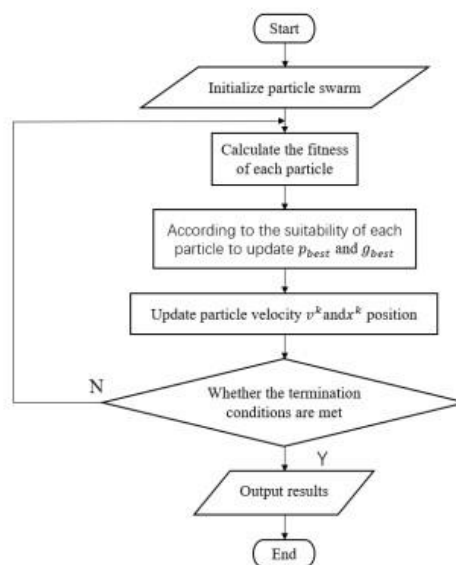 Start
Initialize particle swarm
Calculate the fitness
of each particle
According to the suitability of each
particle to update p_best and g_best
Update particle velocity v^k andx^k position
N
Whether the termination
conditions are met
Y
Output results
End